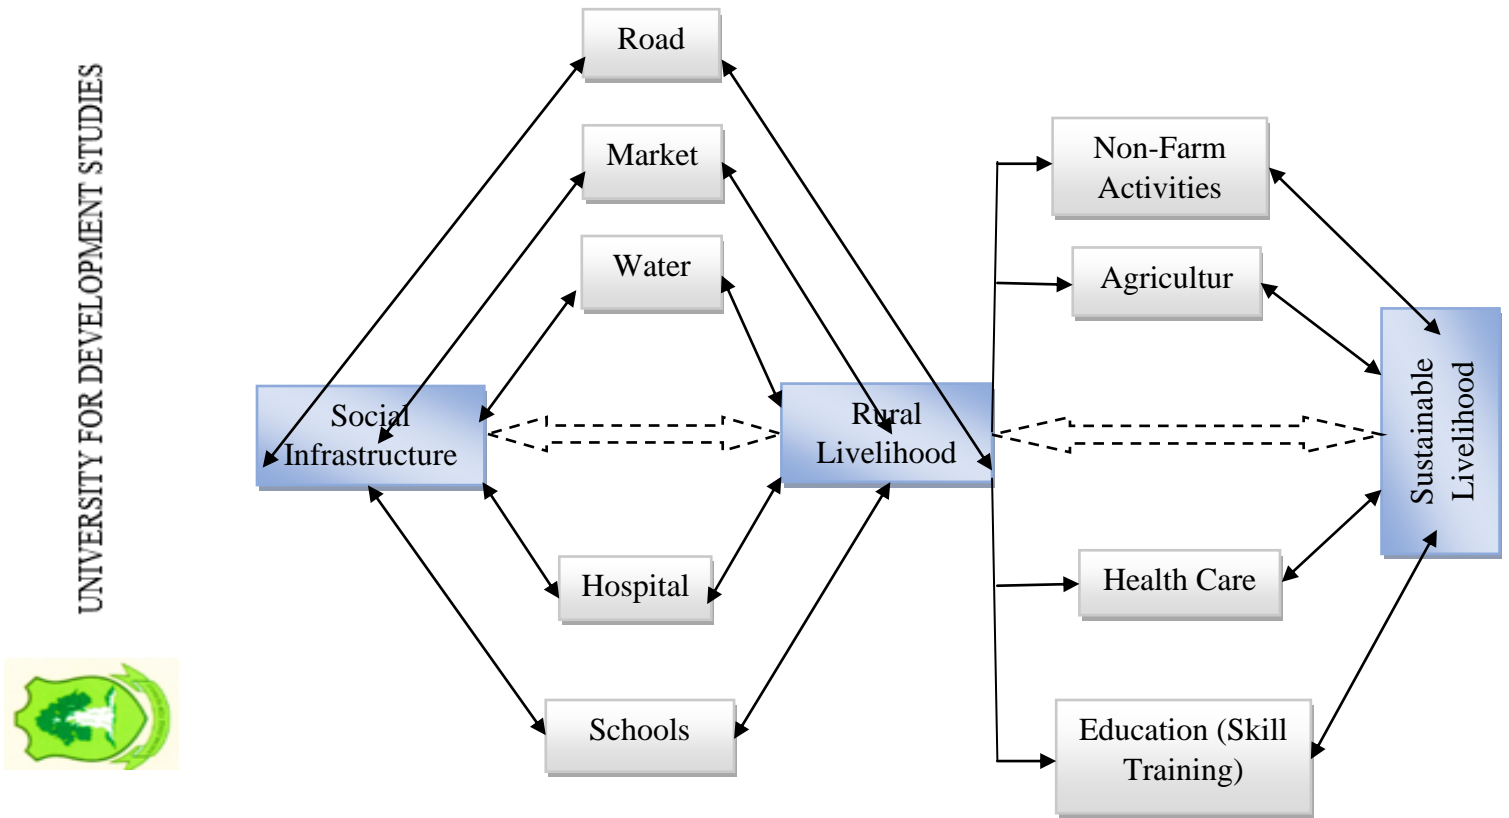 UNIVERSITY FOR DEVELOPMENT STUDIES
Road
Market
Water
Social
Infrastructure
Hospital
Schools
Rural
Livelihood
Non-Farm
Activities
Agricultur
Health Care
Education (Skill
Training)
Sustainable
Livelihood